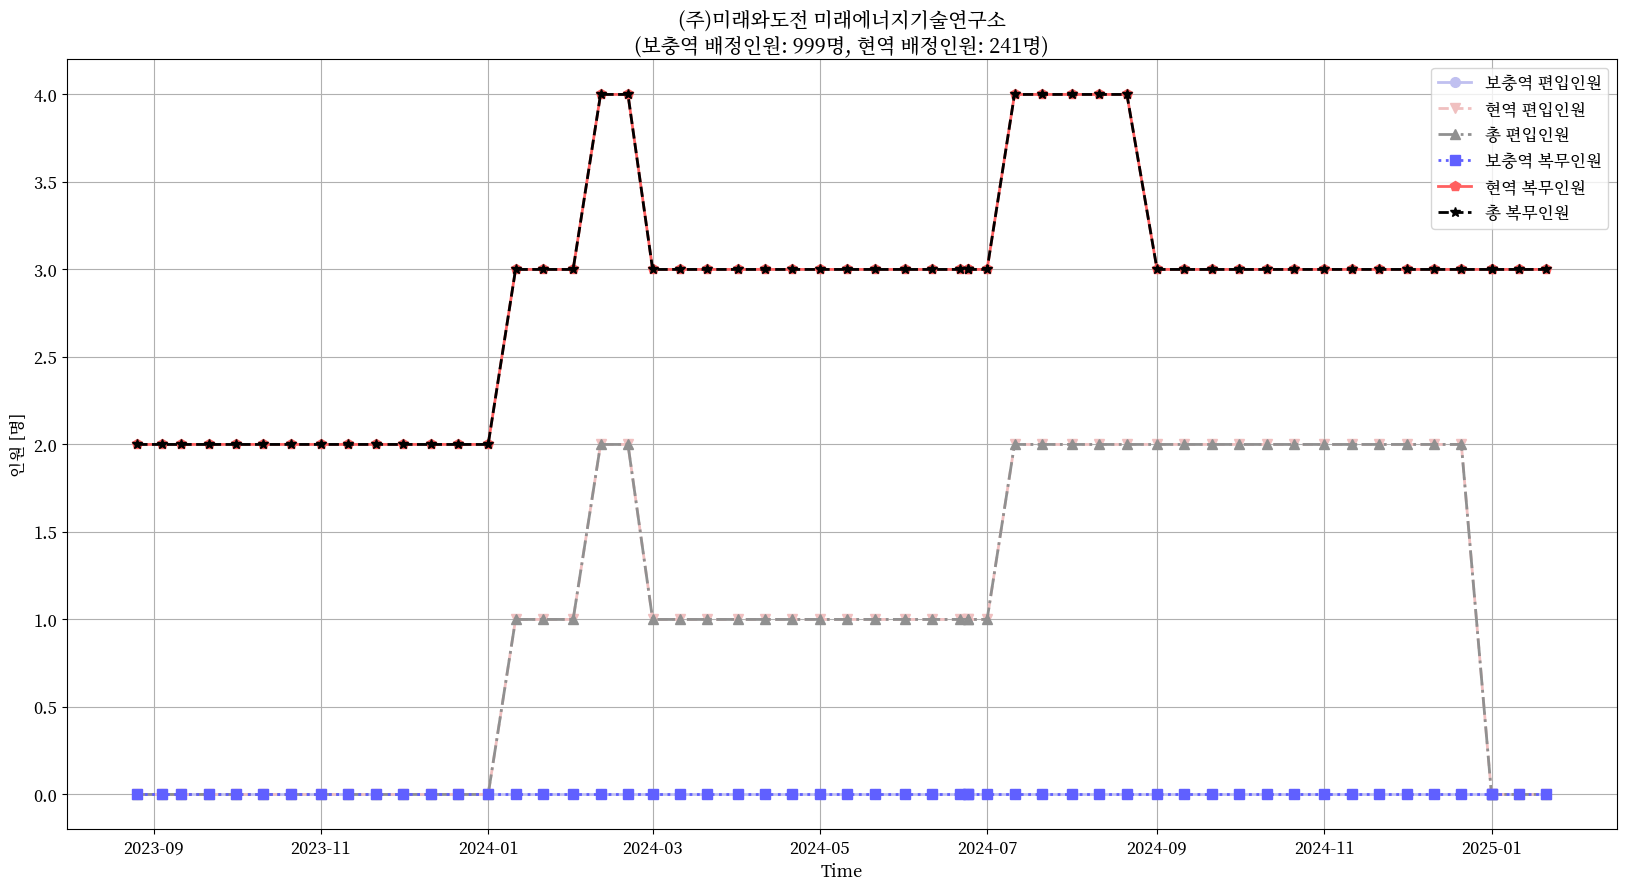 (주)미래와도전 미래에너지기술연구소
(보충역 배정인원: 999명, 현역 배정인원: 241명)
보충역 편입인원
현역 편입인원
총 편입인원
보충역 복무인원
현역 복무인원
총 복무인원
인원 [명]
4.0
3.5
3.0
2.5
2.0
1.5
1.0
0.5
0.0
2023-09
2023-11
2024-01
2024-03
2024-05
2024-07
2024-09
2024-11
2025-01
Time